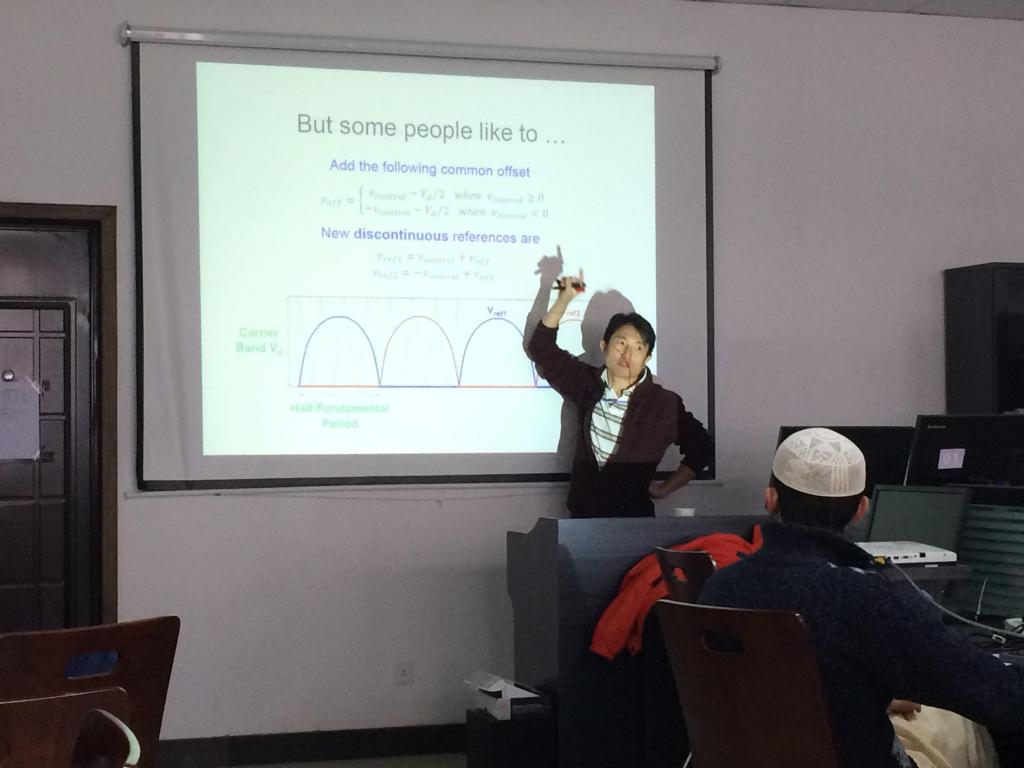 But some people like to …
Add the following common offset
v_off = { v_control − V_d/2 when v_control ≥ 0
−v_control − V_d/2 when v_control < 0
New discontinuous references are
v_ref1 = v_control + v_off
v_ref2 = −v_control + v_off
V_ref1
ref2
Carrier
Band V_d
Half Fundamental
Period
01